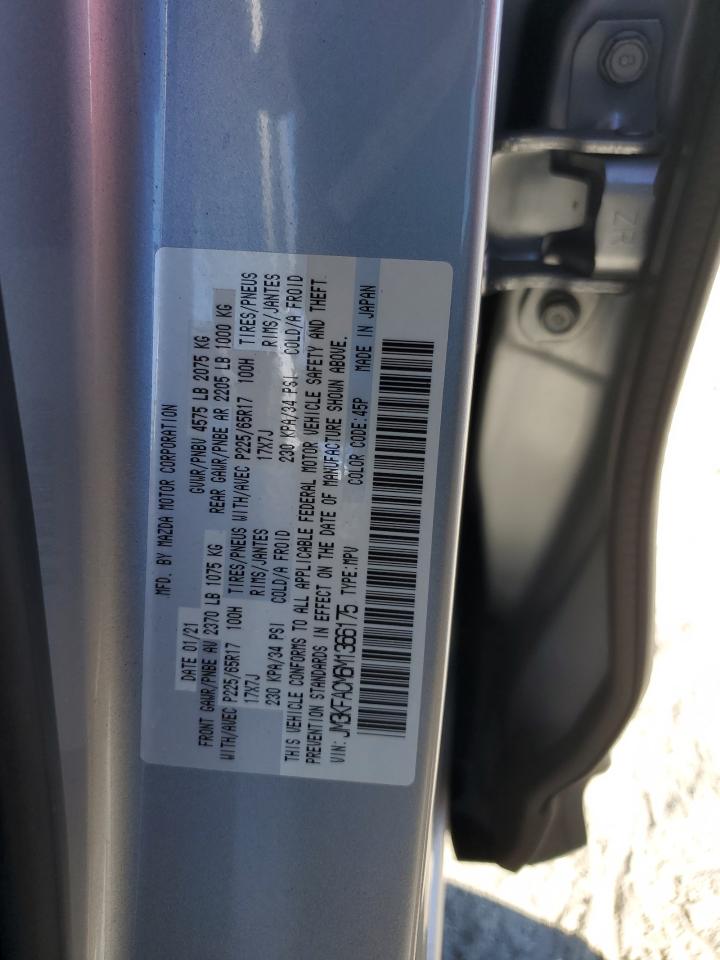 MFD. BY MAZDA MOTOR CORPORATION
DATE 01/21 GVWR/PNBV 4575 LB 2075 KG
FRONT GAWR/PNBE AV 2370 LB 1075 KG REAR GAWR/PNBE AR 2205 LB 1000 KG
WITH/AVEC P225/65R17 100H TIRES/PNEUS WITH/AVEC P225/65R17 100H TIRES/PNEUS
17X7J RIMS/JANTES 17X7J RIMS/JANTES
230 KPA/34 PSI COLD/A FROID 230 KPA/34 PSI COLD/A FROID
THIS VEHICLE CONFORMS TO ALL APPLICABLE FEDERAL MOTOR VEHICLE SAFETY AND THEFT
PREVENTION STANDARDS IN EFFECT ON THE DATE OF MANUFACTURE SHOWN ABOVE.
VIN: JM3KFACM6M1366175 TYPE:MPV COLOR CODE:45P MADE IN JAPAN
8
ZR